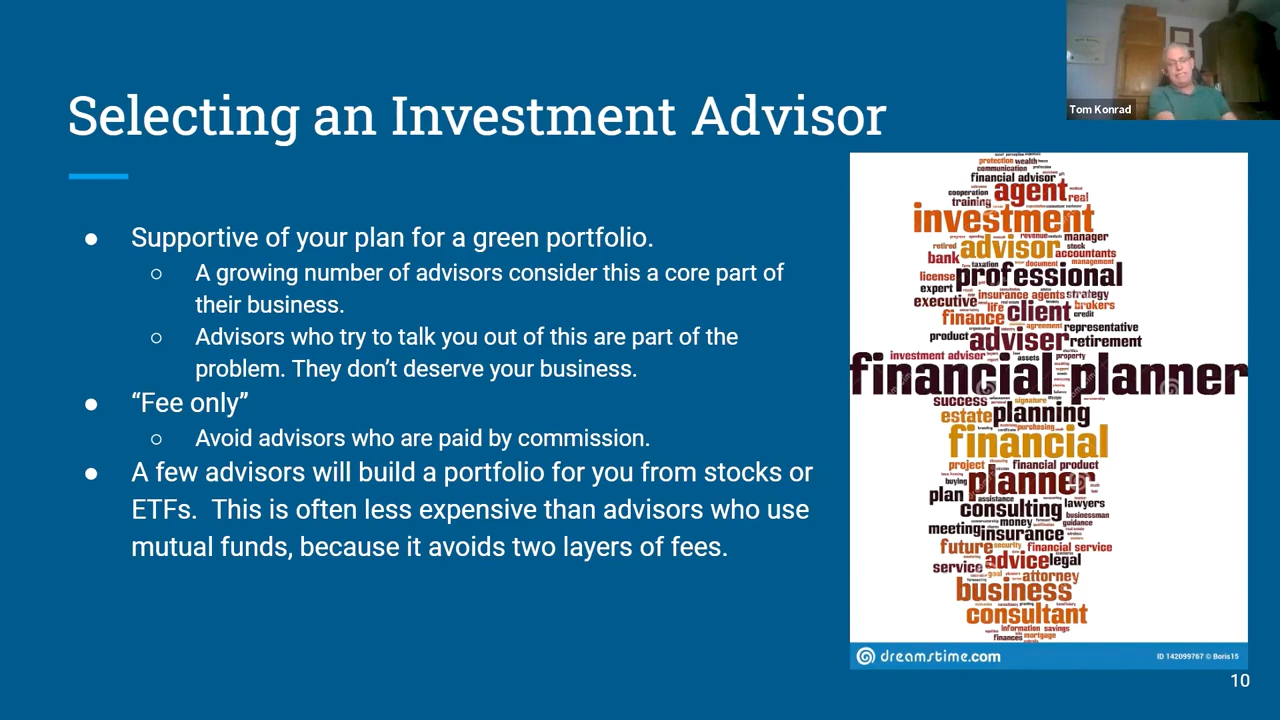 Tom Konrad
Selecting an Investment Advisor
● Supportive of your plan for a green portfolio.
○ A growing number of advisors consider this a core part of
their business.
○ Advisors who try to talk you out of this are part of the
problem. They don’t deserve your business.
● “Fee only”
○ Avoid advisors who are paid by commission.
● A few advisors will build a portfolio for you from stocks or
ETFs. This is often less expensive than advisors who use
mutual funds, because it avoids two layers of fees.
protection wealth
communication
financial advisor
cooperation agent
training real
investment
revenue manager
retired advisor stock
bank taxation document accountants
management
license professional
expert insurance agents strategy
executive life client brokers
finance credit
agreement representative
product adviser retirement
investment adviser assets property
financial planner
success signature
estate planning
purchasing
financial
project financial product
buying planner
plan assistance lawyers
consulting businessman
meeting money guidance
insurance
future security financial service
service advice legal
goal attorney
business
consultant
information savings
finances mortgage
dreamstime.com
ID 142099767 © Boris15
10